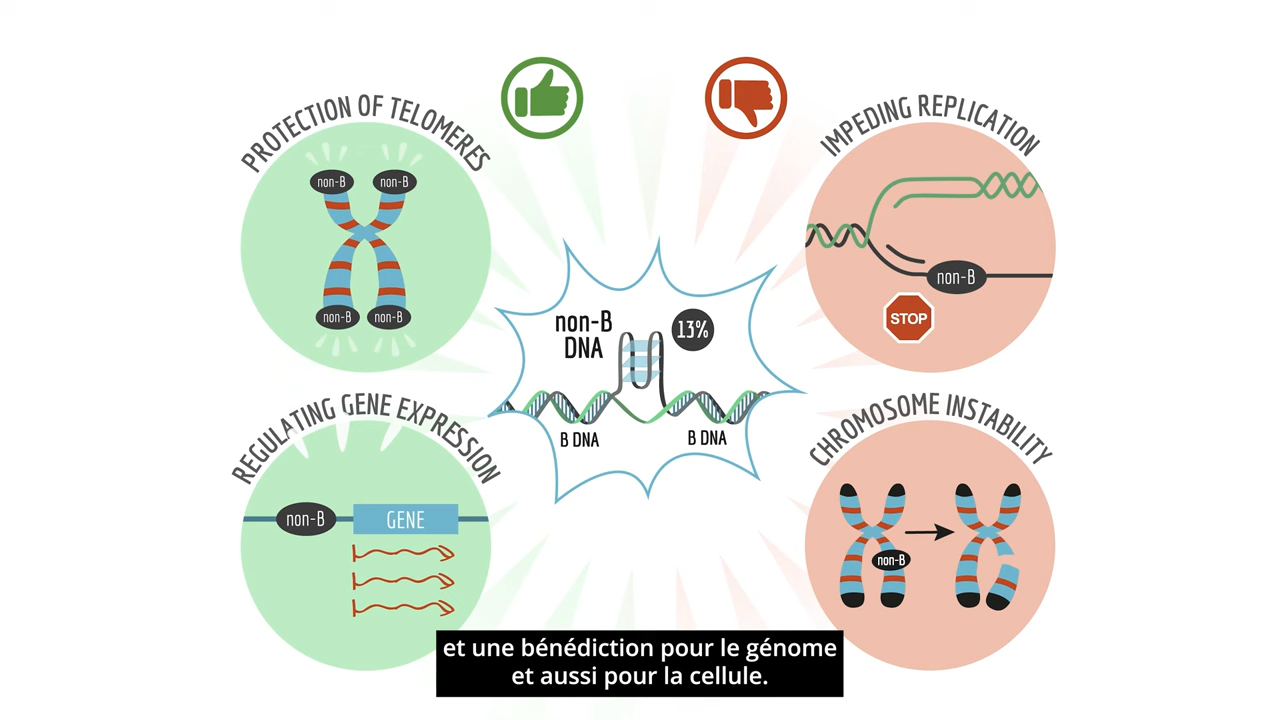 PROTECTION OF TELOMERES
non-B
non-B
non-B
non-B
IMPEDING REPLICATION
non-B
STOP
non-B
DNA
13%
B DNA
B DNA
REGULATING GENE EXPRESSION
non-B
GENE
CHROMOSOME INSTABILITY
non-B
et une bénédiction pour le génome
et aussi pour la cellule.